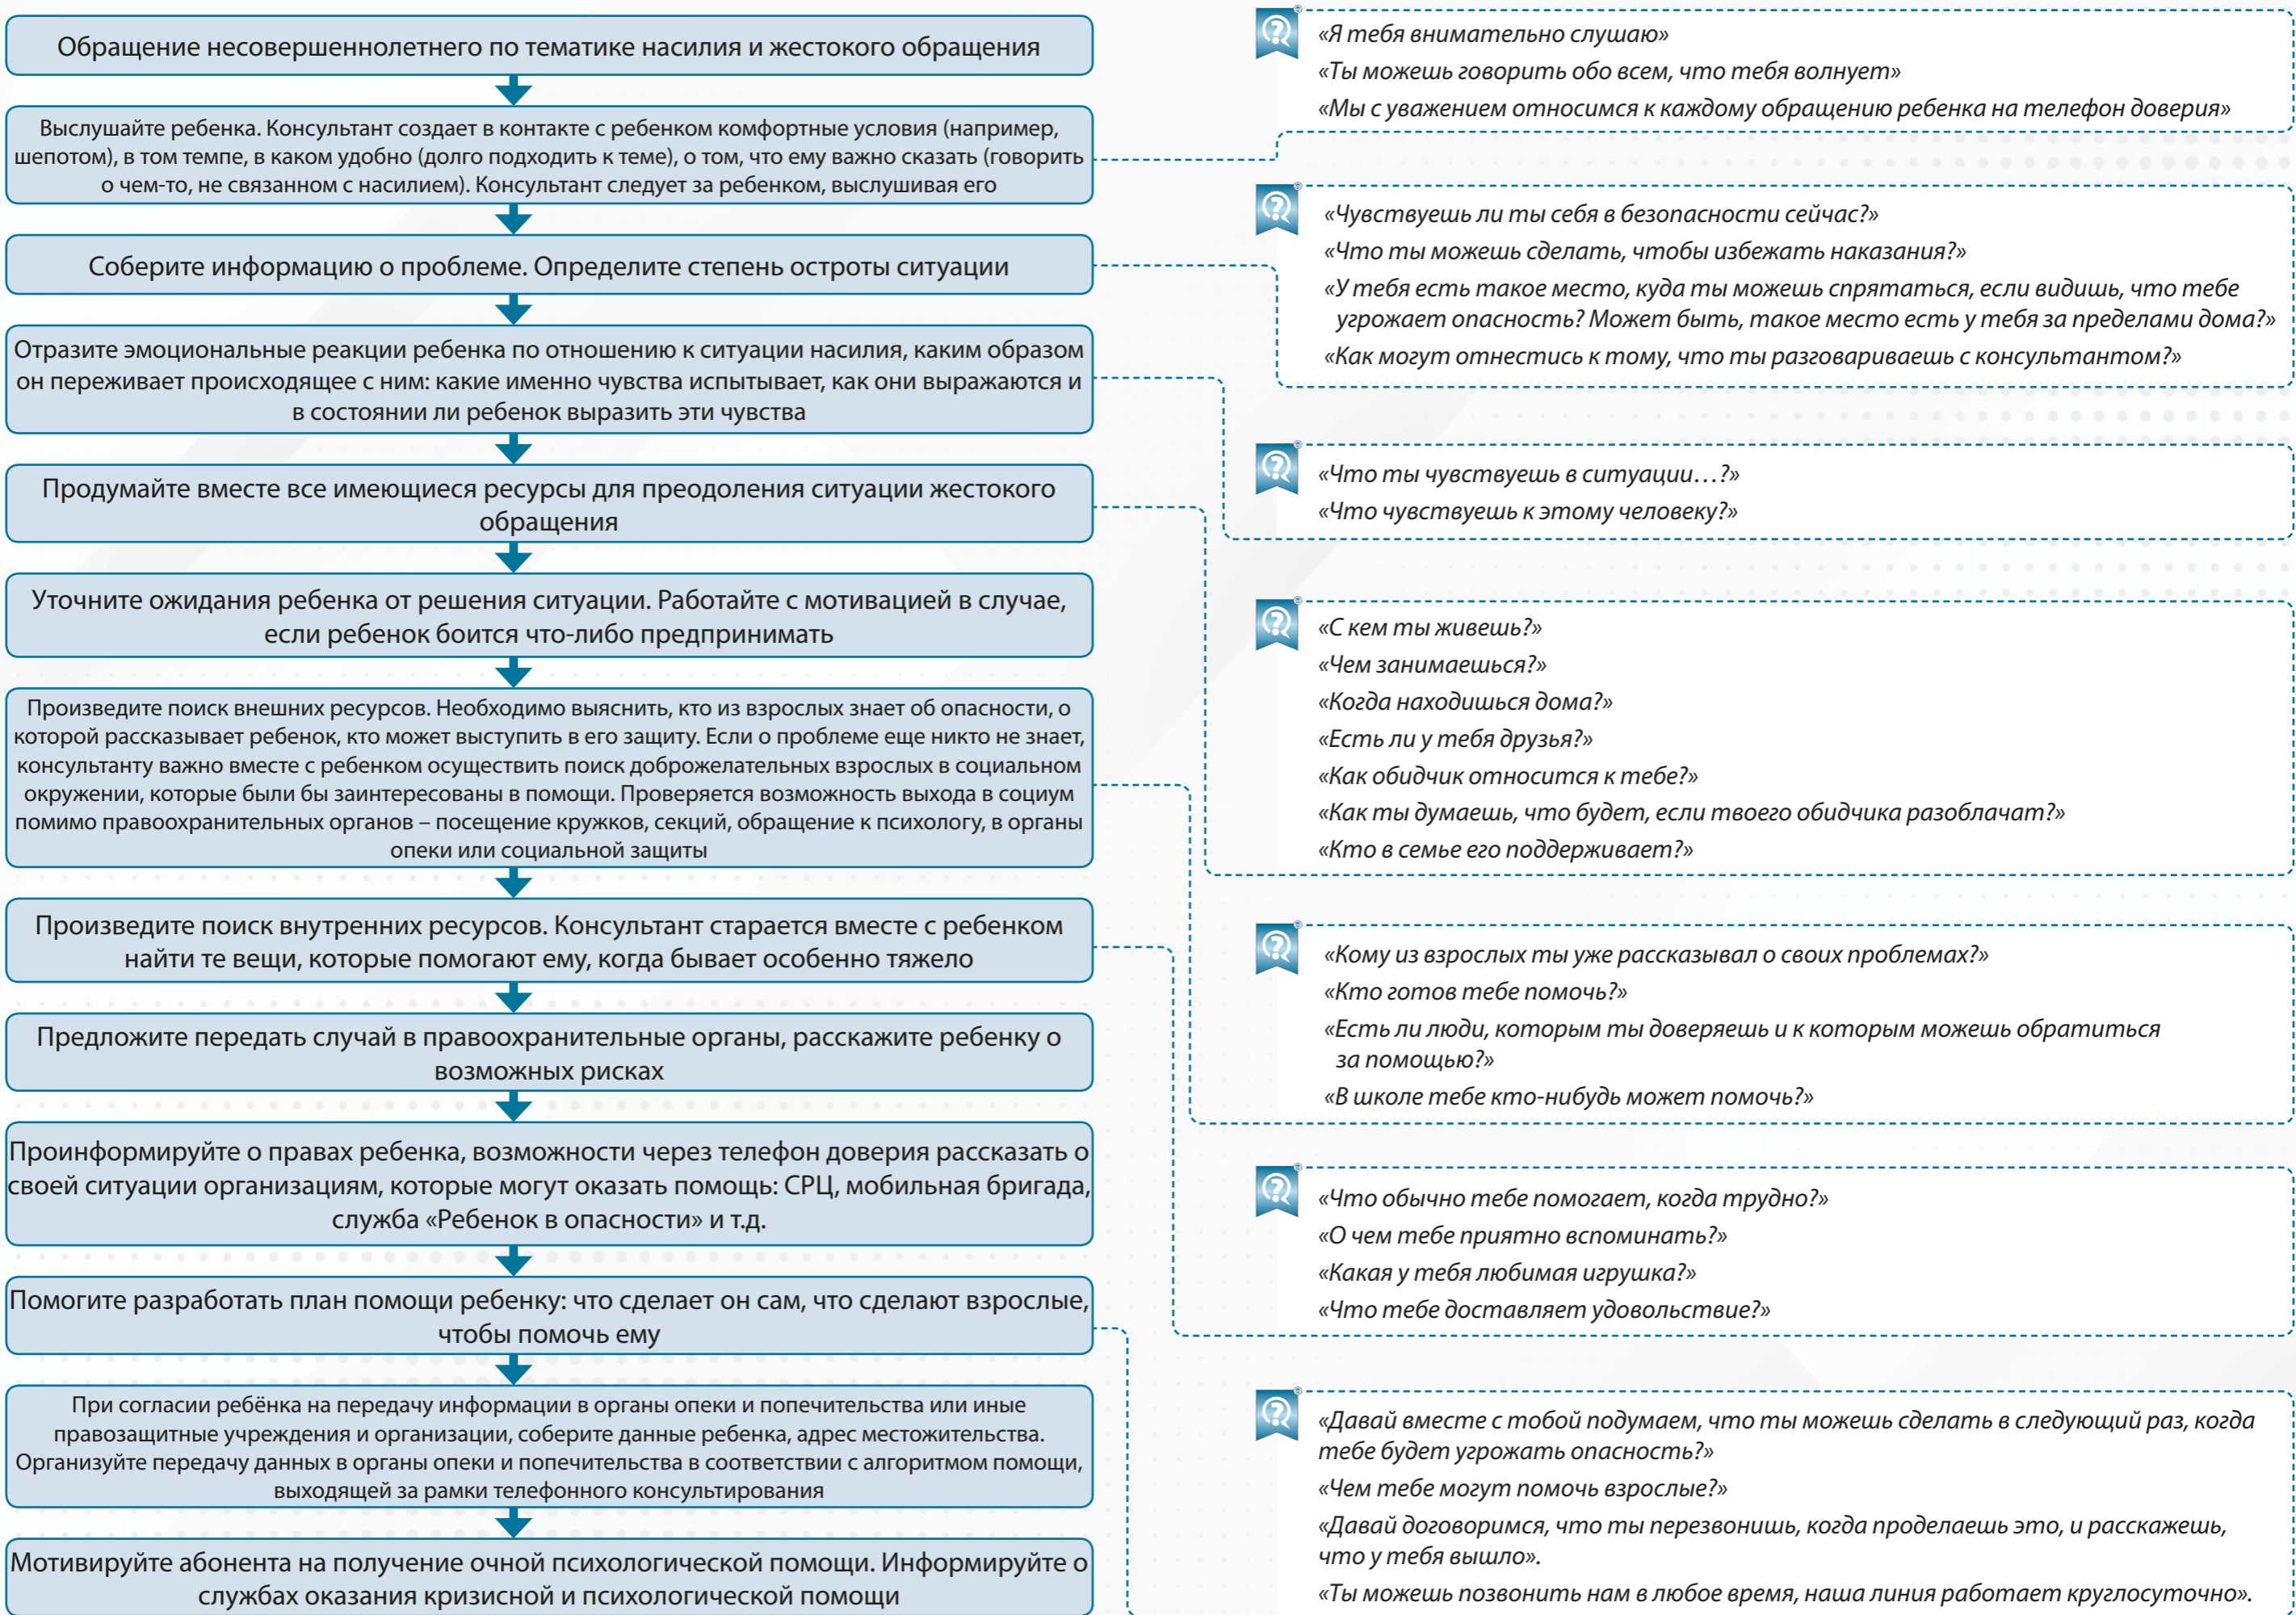 Обращение несовершеннолетнего по тематике насилия и жестокого обращения
Выслушайте ребенка. Консультант создает в контакте с ребенком комфортные условия (например,
шепотом), в том темпе, в каком удобно (долго подходить к теме), о том, что ему важно сказать (говорить
о чем-то, не связанном с насилием). Консультант следует за ребенком, выслушивая его
Соберите информацию о проблеме. Определите степень остроты ситуации
Отразите эмоциональные реакции ребенка по отношению к ситуации насилия, каким образом
он переживает происходящее с ним: какие именно чувства испытывает, как они выражаются и
в состоянии ли ребенок выразить эти чувства
Продумайте вместе все имеющиеся ресурсы для преодоления ситуации жестокого
обращения
Уточните ожидания ребенка от решения ситуации. Работайте с мотивацией в случае,
если ребенок боится что-либо предпринимать
Произведите поиск внешних ресурсов. Необходимо выяснить, кто из взрослых знает об опасности, о
которой рассказывает ребенок, кто может выступить в его защиту. Если о проблеме еще никто не знает,
консультанту важно вместе с ребенком осуществить поиск доброжелательных взрослых в социальном
окружении, которые были бы заинтересованы в помощи. Проверяется возможность выхода в социум
помимо правоохранительных органов – посещение кружков, секций, обращение к психологу, в органы
опеки или социальной защиты
Произведите поиск внутренних ресурсов. Консультант старается вместе с ребенком
найти те вещи, которые помогают ему, когда бывает особенно тяжело
Предложите передать случай в правоохранительные органы, расскажите ребенку о
возможных рисках
Проинформируйте о правах ребенка, возможности через телефон доверия рассказать о
своей ситуации организациям, которые могут оказать помощь: СРЦ, мобильная бригада,
служба «Ребенок в опасности» и т.д.
Помогите разработать план помощи ребенку: что сделает он сам, что сделают взрослые,
чтобы помочь ему
При согласии ребёнка на передачу информации в органы опеки и попечительства или иные
правозащитные учреждения и организации, соберите данные ребенка, адрес местожительства.
Организуйте передачу данных в органы опеки и попечительства в соответствии с алгоритмом помощи,
выходящей за рамки телефонного консультирования
Мотивируйте абонента на получение очной психологической помощи. Информируйте о
службах оказания кризисной и психологической помощи
«Я тебя внимательно слушаю»
«Ты можешь говорить обо всем, что тебя волнует»
«Мы с уважением относимся к каждому обращению ребенка на телефон доверия»
«Чувствуешь ли ты себя в безопасности сейчас?»
«Что ты можешь сделать, чтобы избежать наказания?»
«У тебя есть такое место, куда ты можешь спрятаться, если видишь, что тебе
угрожает опасность? Может быть, такое место есть у тебя за пределами дома?»
«Как могут отнестись к тому, что ты разговариваешь с консультантом?»
«Что ты чувствуешь в ситуации…?»
«Что чувствуешь к этому человеку?»
«С кем ты живешь?»
«Чем занимаешься?»
«Когда находишься дома?»
«Есть ли у тебя друзья?»
«Как обидчик относится к тебе?»
«Как ты думаешь, что будет, если твоего обидчика разоблачат?»
«Кто в семье его поддерживает?»
«Кому из взрослых ты уже рассказывал о своих проблемах?»
«Кто готов тебе помочь?»
«Есть ли люди, которым ты доверяешь и к которым можешь обратиться
за помощью?»
«В школе тебе кто-нибудь может помочь?»
«Что обычно тебе помогает, когда трудно?»
«О чем тебе приятно вспоминать?»
«Какая у тебя любимая игрушка?»
«Что тебе доставляет удовольствие?»
«Давай вместе с тобой подумаем, что ты можешь сделать в следующий раз, когда
тебе будет угрожать опасность?»
«Чем тебе могут помочь взрослые?»
«Давай договоримся, что ты перезвонишь, когда проделаешь это, и расскажешь,
что у тебя вышло».
«Ты можешь позвонить нам в любое время, наша линия работает круглосуточно».